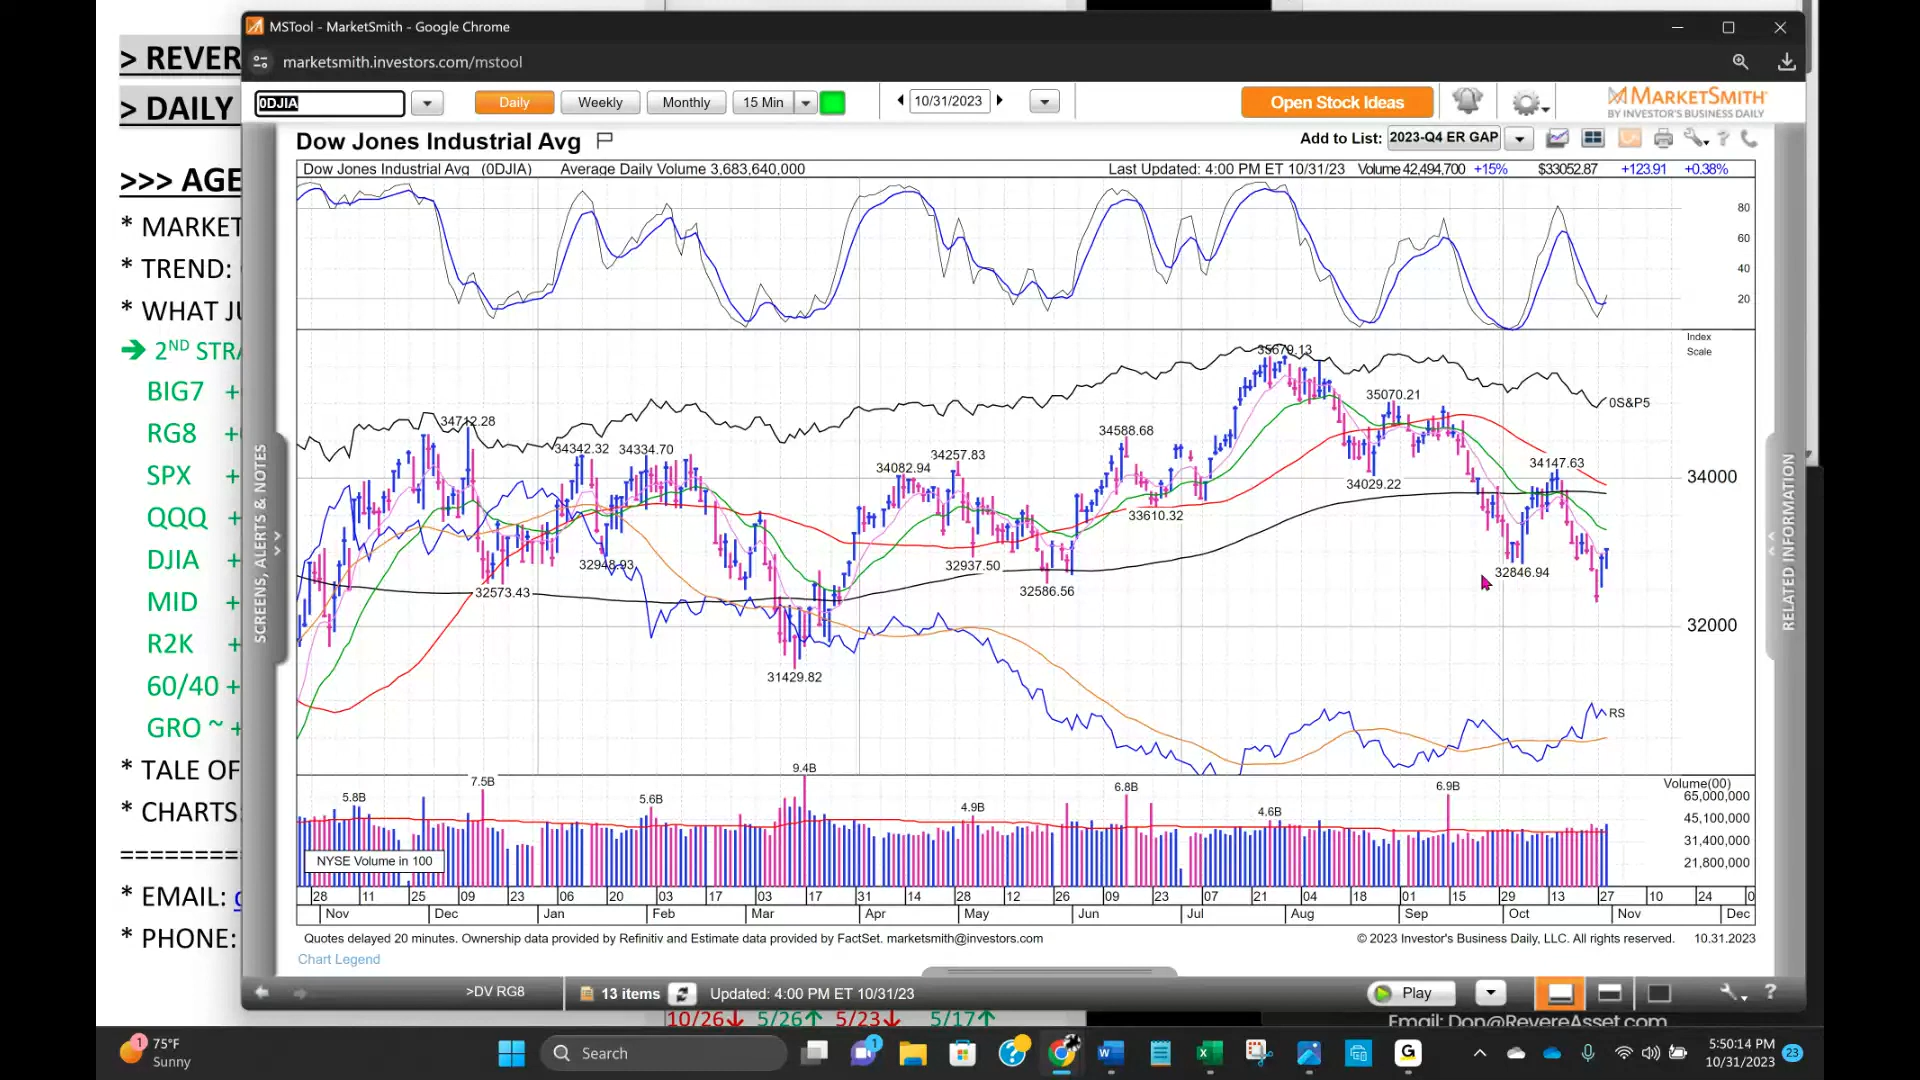 MSTool - MarketSmith - Google Chrome
marketsmith.investors.com/mstool
0DJIA
Daily
Weekly
Monthly
15 Min
10/31/2023
Open Stock Ideas
MARKETSMITH
BY INVESTOR'S BUSINESS DAILY
Dow Jones Industrial Avg
Add to List:
2023-Q4 ER GAP
Dow Jones Industrial Avg (0DJIA) Average Daily Volume 3,683,640,000
Last Updated: 4:00 PM ET 10/31/23 Volume 42,494,700 +15% $33052.87 +123.91 +0.38%
80
60
40
20
Index
Scale
35679.13
0S&P5
35070.21
34712.28
34588.68
34342.32
34334.70
34257.83
34082.94
34147.63
34000
34029.22
33610.32
32948.93
32937.50
32846.94
32573.43
32586.56
32000
31429.82
RS
9.4B
7.5B
5.8B
5.6B
4.9B
6.8B
4.6B
6.9B
Volume(00)
65,000,000
45,100,000
31,400,000
21,800,000
NYSE Volume in 100
28 11 25 09 23 06 20 03 17 03 17 31 14 28 12 26 09 23 07 21 04 18 01 15 29 13 27 10 24 0
Nov Dec Jan Feb Mar Apr May Jun Jul Aug Sep Oct Nov Dec
Quotes delayed 20 minutes. Ownership data provided by Refinitiv and Estimate data provided by FactSet. marketsmith@investors.com
© 2023 Investor's Business Daily, LLC. All rights reserved. 10.31.2023
Chart Legend
SCREENS, ALERTS & NOTES
RELATED INFORMATION
>DV RG8
13 items
Updated: 4:00 PM ET 10/31/23
Play
?
> REVER
> DAILY
>>> AGE
* MARKET
* TREND:
* WHAT JU
2ND STRA
BIG7 +
RG8 +
SPX +
QQQ +
DJIA +
MID +
R2K +
60/40 +
GRO ~ +
* TALE OF
* CHARTS:
* EMAIL:
* PHONE:
10/26↓ 5/26↑ 5/23↓ 5/17↑
Email: Don@RevereAsset.com
1
75°F
Sunny
Search
1
5:50:14 PM
10/31/2023
23